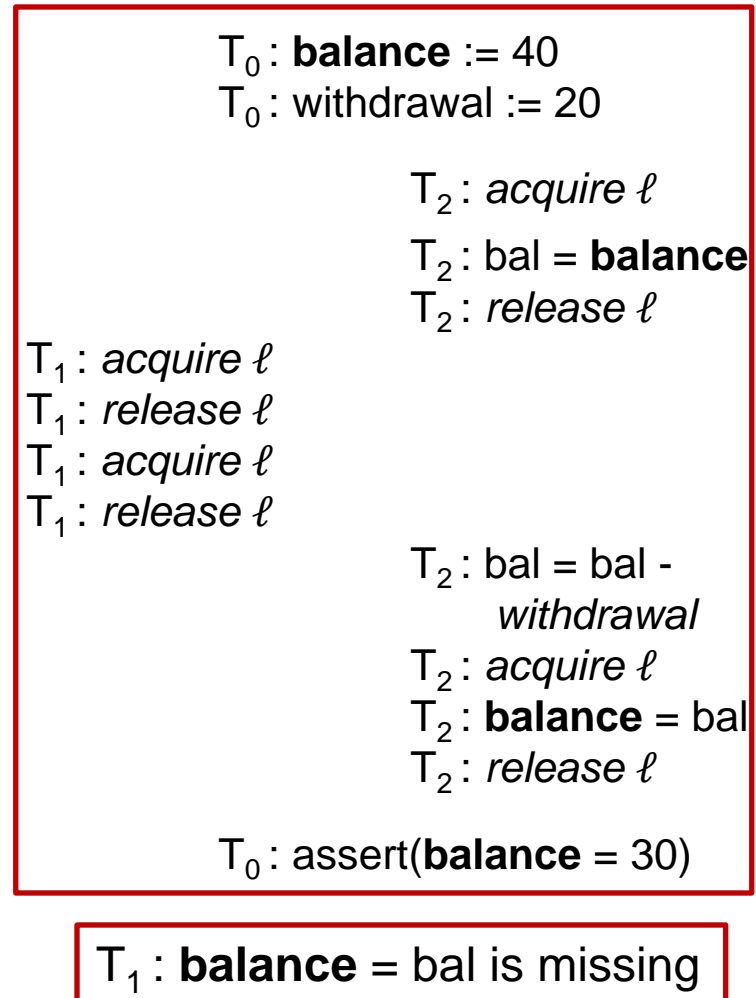 T₀ : balance := 40
T₀ : withdrawal := 20
T₂ : acquire ℓ
T₂ : bal = balance
T₂ : release ℓ
T₁ : acquire ℓ
T₁ : release ℓ
T₁ : acquire ℓ
T₁ : release ℓ
T₂ : bal = bal -
withdrawal
T₂ : acquire ℓ
T₂ : balance = bal
T₂ : release ℓ
T₀ : assert(balance = 30)
T₁ : balance = bal is missing